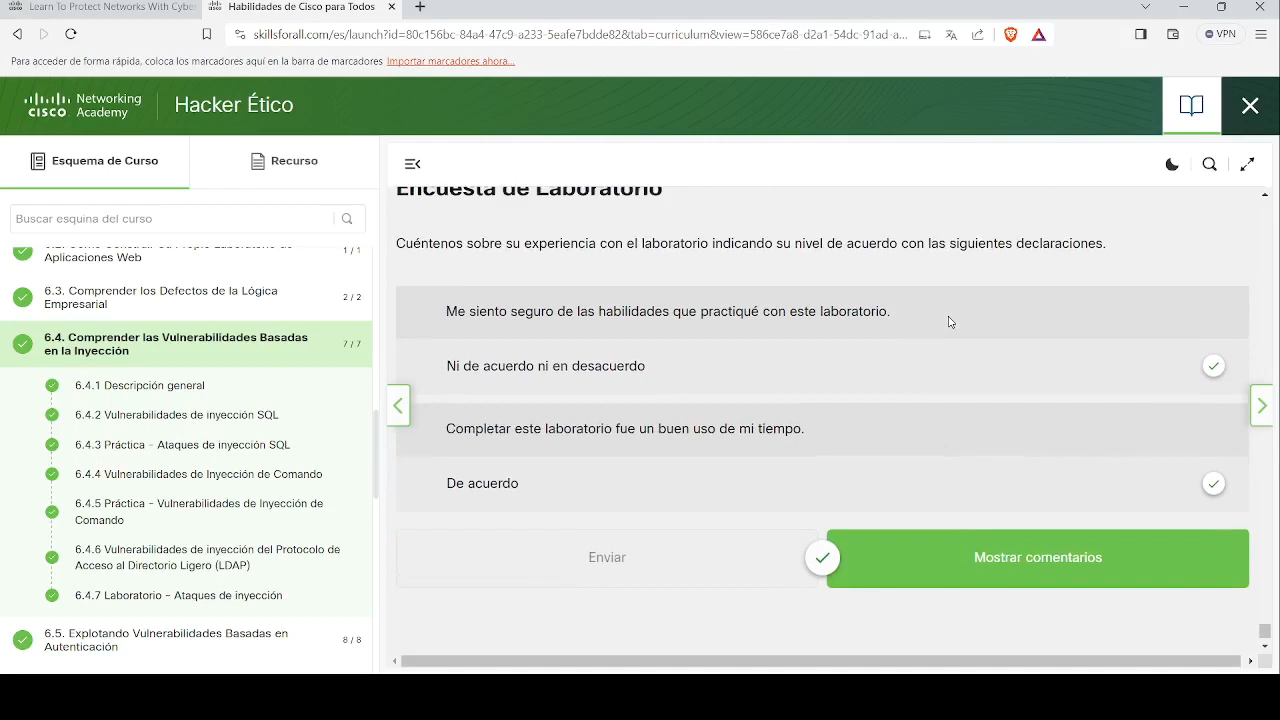 Learn To Protect Networks With Cyber
Habilidades de Cisco para Todos
skillsforall.com/es/launch?id=80c156bc-84a4-47c9-a233-5eafe7bdde82&tab=curriculum&view=586ce7a8-d2a1-54dc-91ad-a...
VPN
Para acceder de forma rápida, coloca los marcadores aquí en la barra de marcadores Importar marcadores ahora...
CISCO Networking Academy
Hacker Ético
Esquema de Curso
Recurso
Buscar esquina del curso
Aplicaciones Web
1 / 1
6.3. Comprender los Defectos de la Lógica
Empresarial
2 / 2
6.4. Comprender las Vulnerabilidades Basadas
en la Inyección
7 / 7
6.4.1 Descripción general
6.4.2 Vulnerabilidades de inyección SQL
6.4.3 Práctica - Ataques de inyección SQL
6.4.4 Vulnerabilidades de Inyección de Comando
6.4.5 Práctica - Vulnerabilidades de Inyección de
Comando
6.4.6 Vulnerabilidades de inyección del Protocolo de
Acceso al Directorio Ligero (LDAP)
6.4.7 Laboratorio - Ataques de inyección
6.5. Explotando Vulnerabilidades Basadas en
Autenticación
8 / 8
Encuesta de Laboratorio
Cuéntenos sobre su experiencia con el laboratorio indicando su nivel de acuerdo con las siguientes declaraciones.
Me siento seguro de las habilidades que practiqué con este laboratorio.
Ni de acuerdo ni en desacuerdo
Completar este laboratorio fue un buen uso de mi tiempo.
De acuerdo
Enviar
Mostrar comentarios